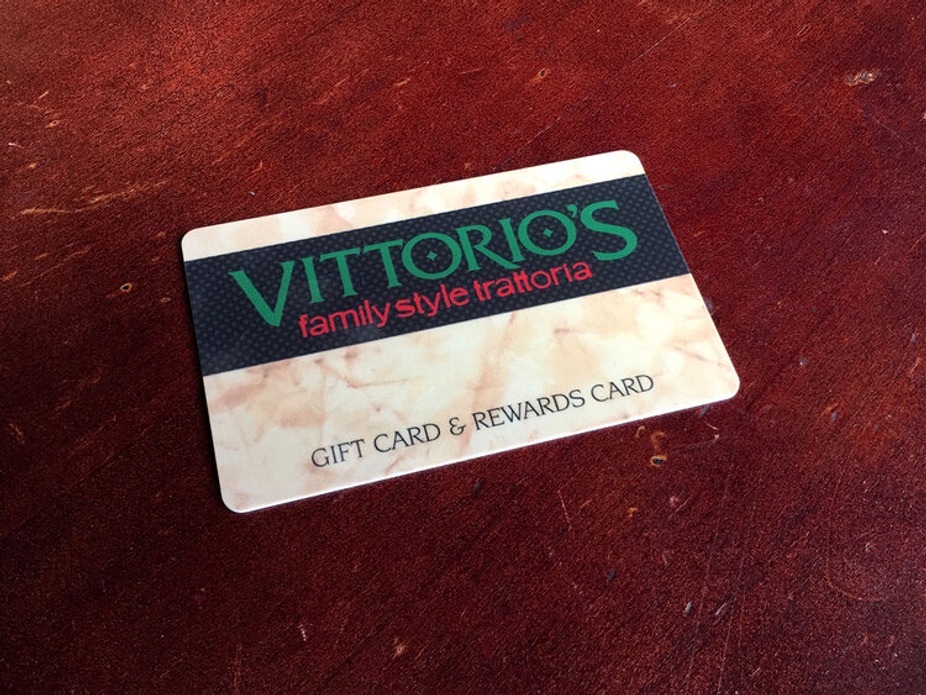 VITTORIO'S
family style trattoria
GIFT CARD & REWARDS CARD